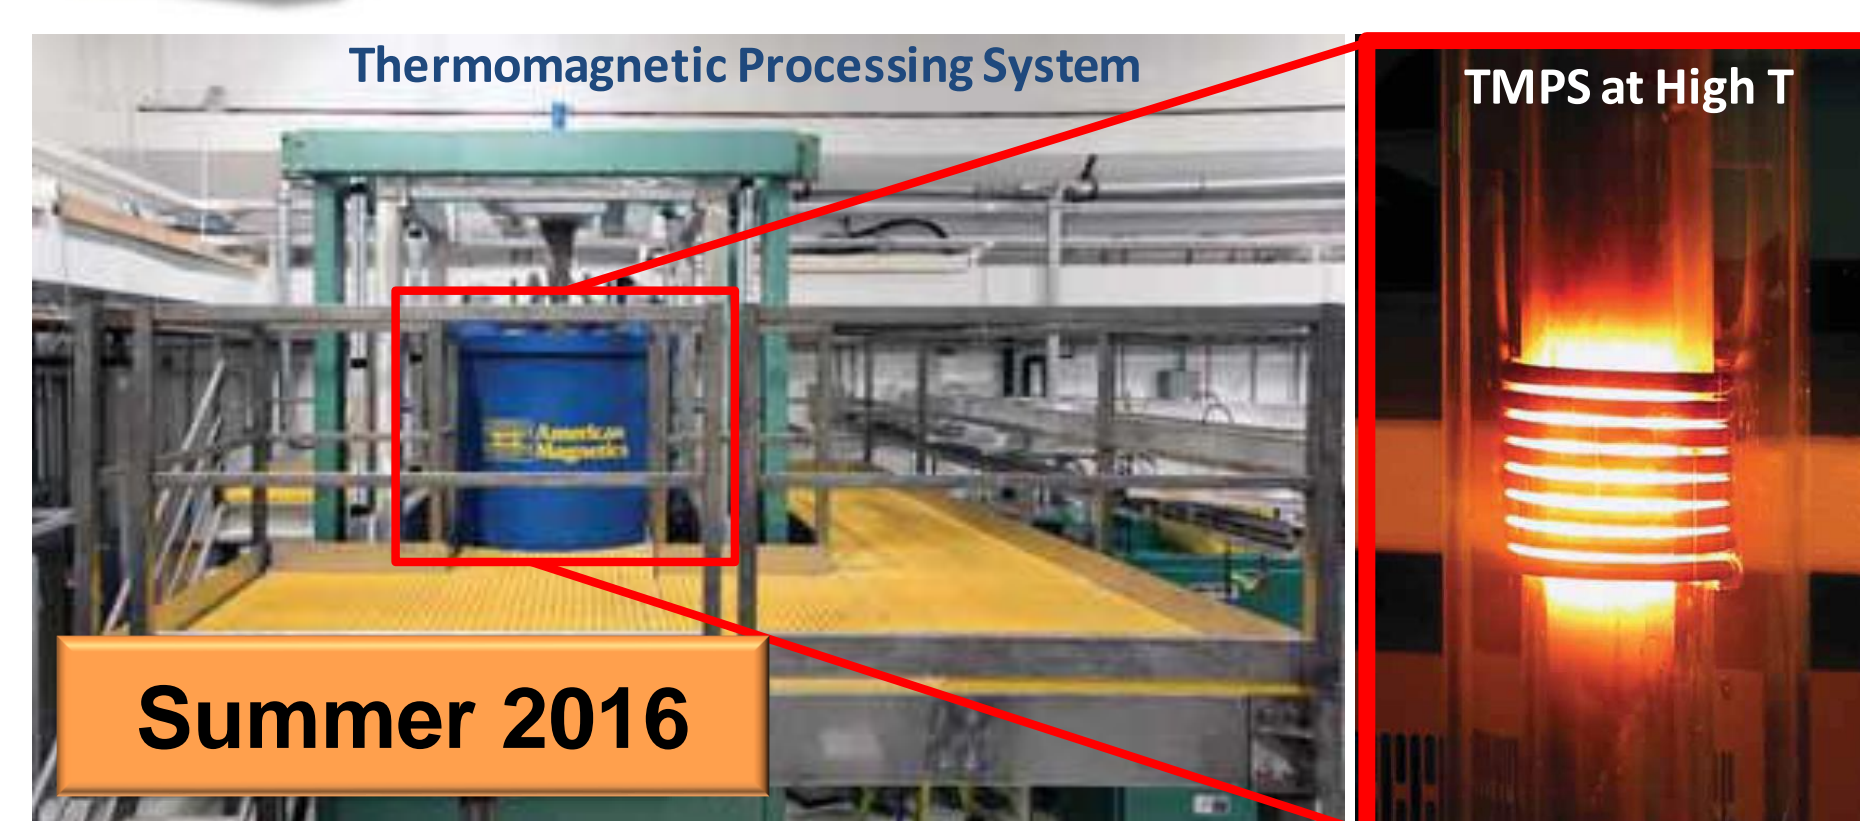 Thermomagnetic Processing System
TMPS at High T
American
Magnetics
Summer 2016